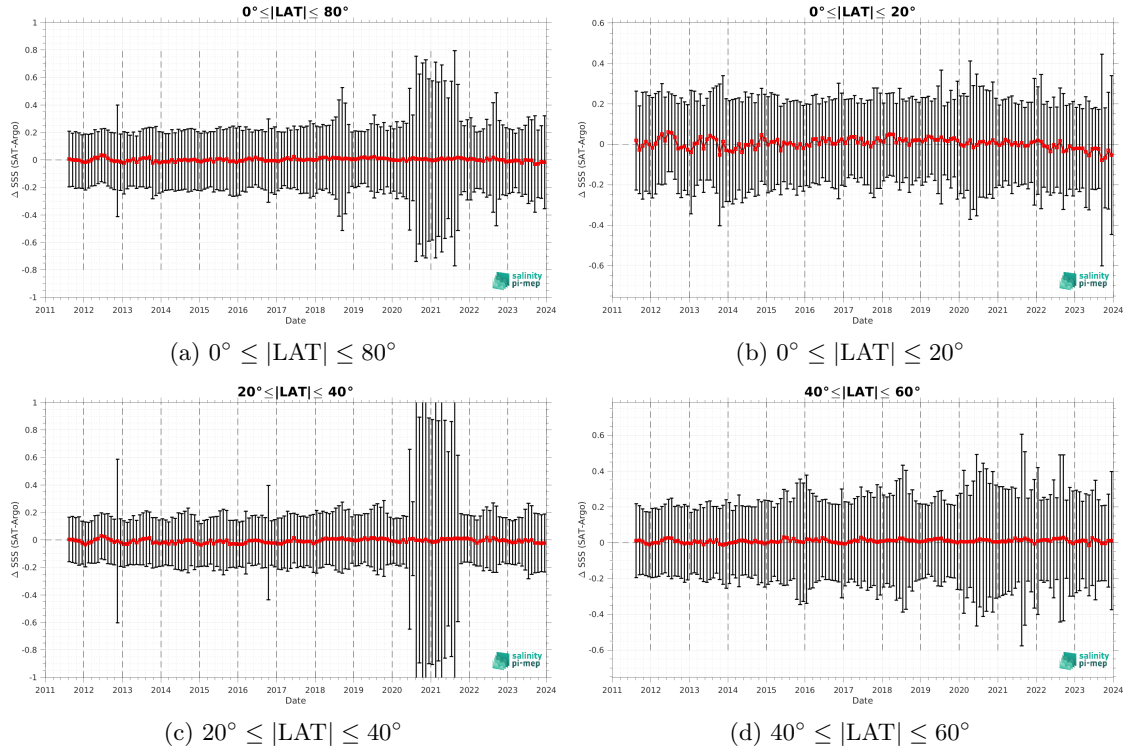 0°≤|LAT|≤ 80°
1
0.8
0.6
0.4
0.2
0
-0.2
-0.4
-0.6
-0.8
-1
Δ SSS (SAT-Argo)
2011 2012 2013 2014 2015 2016 2017 2018 2019 2020 2021 2022 2023 2024
Date
salinity
pi-mep
(a) 0° ≤ |LAT| ≤ 80°
0°≤|LAT|≤ 20°
0.6
0.4
0.2
0
-0.2
-0.4
-0.6
Δ SSS (SAT-Argo)
2011 2012 2013 2014 2015 2016 2017 2018 2019 2020 2021 2022 2023 2024
Date
salinity
pi-mep
(b) 0° ≤ |LAT| ≤ 20°
20°≤|LAT|≤ 40°
1
0.8
0.6
0.4
0.2
0
-0.2
-0.4
-0.6
-0.8
-1
Δ SSS (SAT-Argo)
2011 2012 2013 2014 2015 2016 2017 2018 2019 2020 2021 2022 2023 2024
Date
salinity
pi-mep
(c) 20° ≤ |LAT| ≤ 40°
40°≤|LAT|≤ 60°
0.6
0.4
0.2
0
-0.2
-0.4
-0.6
Δ SSS (SAT-Argo)
2011 2012 2013 2014 2015 2016 2017 2018 2019 2020 2021 2022 2023 2024
Date
salinity
pi-mep
(d) 40° ≤ |LAT| ≤ 60°